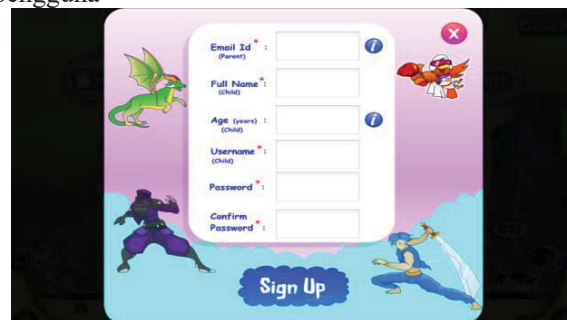 Email Id * :
(Parent)
Full Name * :
(Child)
Age (years) * :
(Child)
Username * :
(Child)
Password * :
Confirm
Password * :
Sign Up